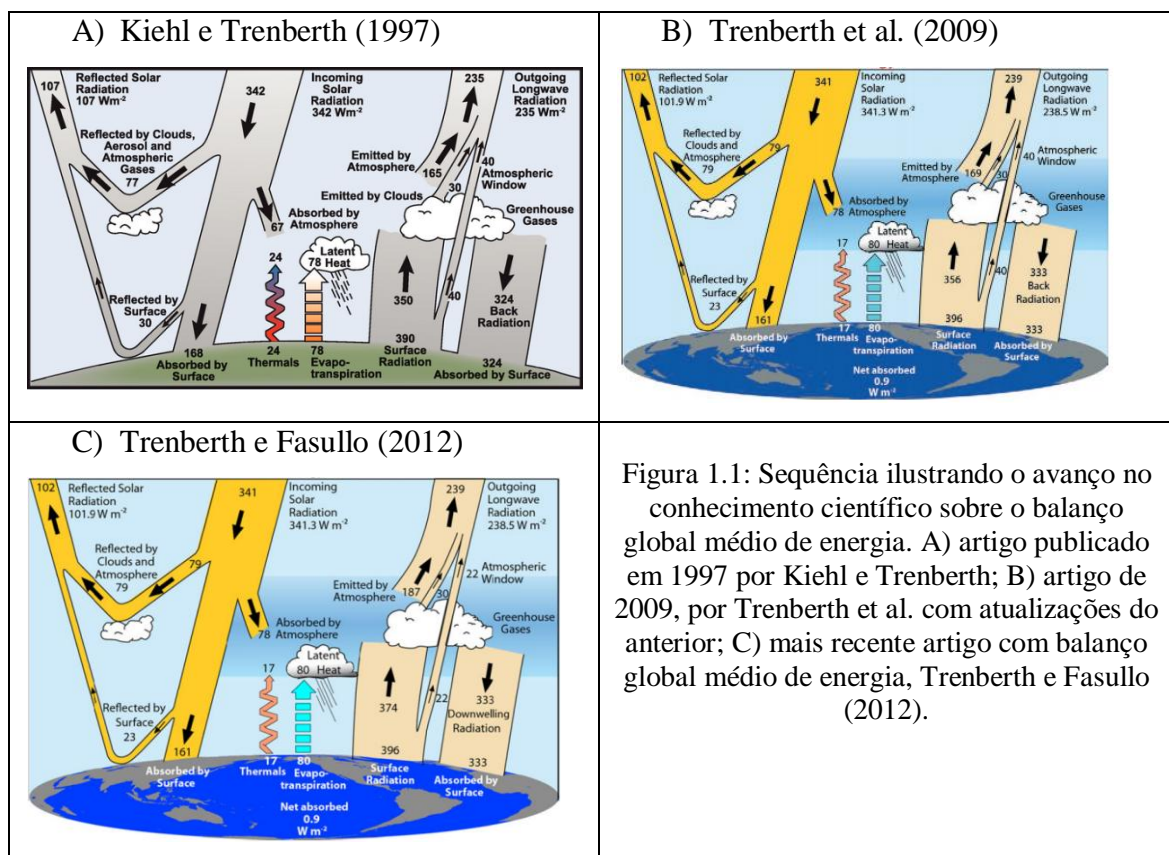 A) Kiehl e Trenberth (1997)
107
Reflected Solar
Radiation
107 Wm-2
342
Incoming
Solar
Radiation
342 Wm-2
235
Outgoing
Longwave
Radiation
235 Wm-2
Reflected by Clouds,
Aerosol and
Atmospheric
Gases
77
Emitted by
Atmosphere
165
30
40
Atmospheric
Window
Emitted by Clouds
Greenhouse
Gases
67
Absorbed by
Atmosphere
24
Latent
78 Heat
350
40
324
Back
Radiation
Reflected by
Surface
30
168
Absorbed by
Surface
24
Thermals
78
Evapo-
transpiration
390
Surface
Radiation
324
Absorbed by Surface
B) Trenberth et al. (2009)
102
Reflected Solar
Radiation
101.9 W m-2
341
Incoming
Solar
Radiation
341.3 W m-2
239
Outgoing
Longwave
Radiation
238.5 W m-2
Reflected by
Clouds and
Atmosphere
79
79
Emitted by
Atmosphere
169
30
40
Atmospheric
Window
Greenhouse
Gases
78
Absorbed by
Atmosphere
17
Latent
80 Heat
356
40
333
Back
Radiation
Reflected by
Surface
23
161
Absorbed by
Surface
17
Thermals
80
Evapo-
transpiration
396
Surface
Radiation
333
Absorbed by
Surface
Net absorbed
0.9
W m-2
C) Trenberth e Fasullo (2012)
102
Reflected Solar
Radiation
101.9 W m-2
341
Incoming
Solar
Radiation
341.3 W m-2
239
Outgoing
Longwave
Radiation
238.5 W m-2
Reflected by
Clouds and
Atmosphere
79
79
Emitted by
Atmosphere
187
30
22
Atmospheric
Window
Greenhouse
Gases
78
Absorbed by
Atmosphere
17
Latent
80 Heat
374
22
333
Downwelling
Radiation
Reflected by
Surface
23
161
Absorbed by
Surface
17
Thermals
80
Evapo-
transpiration
396
Surface
Radiation
333
Absorbed by
Surface
Net absorbed
0.9
W m-2
Figura 1.1: Sequência ilustrando o avanço no
conhecimento científico sobre o balanço
global médio de energia. A) artigo publicado
em 1997 por Kiehl e Trenberth; B) artigo de
2009, por Trenberth et al. com atualizações do
anterior; C) mais recente artigo com balanço
global médio de energia, Trenberth e Fasullo
(2012).